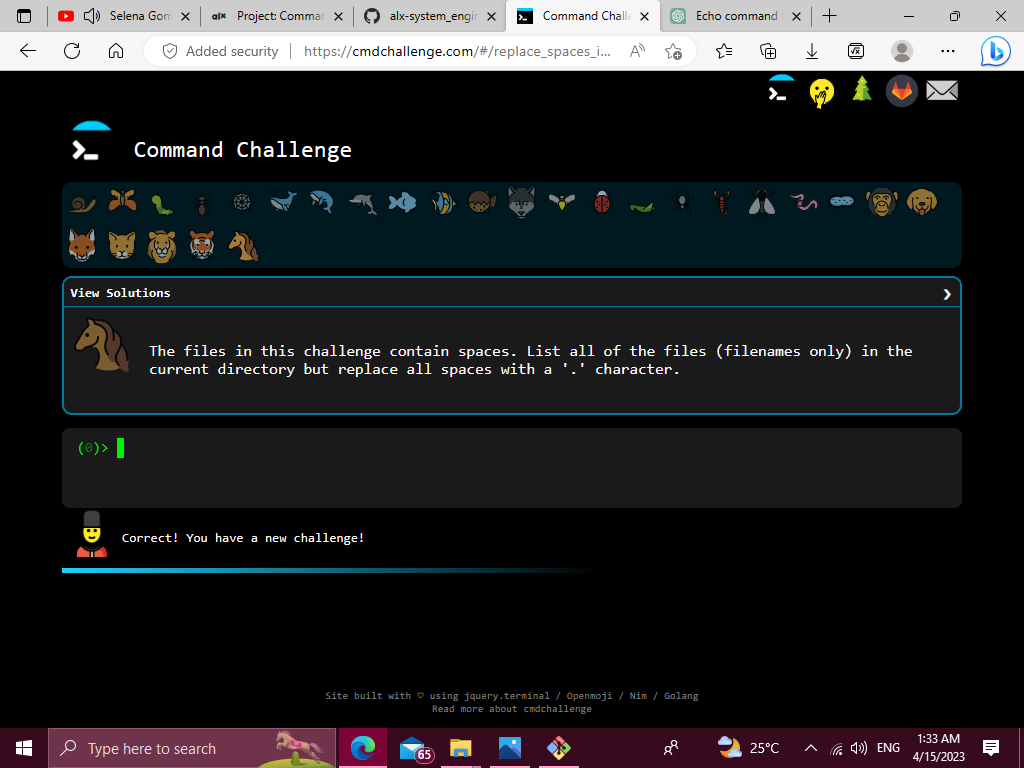 Selena Gom
alx Project: Comman
alx-system_engin
Command Challe
Echo command
Added security
https://cmdchallenge.com/#/replace_spaces_i...
Command Challenge
View Solutions
The files in this challenge contain spaces. List all of the files (filenames only) in the
current directory but replace all spaces with a '.' character.
(0)>
Correct! You have a new challenge!
Site built with ♡ using jquery.terminal / Openmoji / Nim / Golang
Read more about cmdchallenge
Type here to search
65
25°C
ENG
1:33 AM
4/15/2023